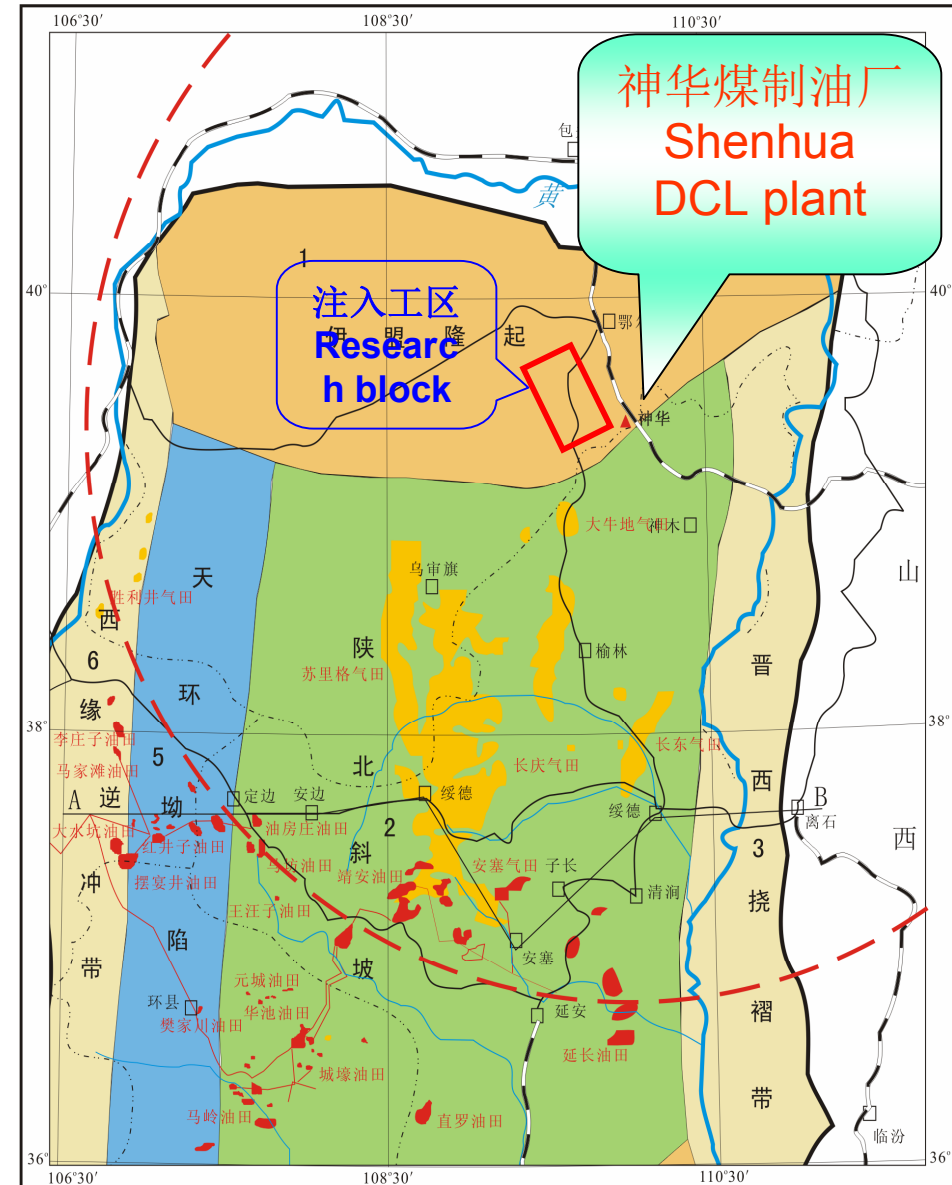 106°30′
108°30′
110°30′
神华煤制油厂
Shenhua
DCL plant
包
黄
40°
40°
1
注入工区
Researc
h block
伊盟隆起
鄂
神华
大牛地气田
神木
乌审旗
山
天
胜利井气田
西
6
陕
苏里格气田
榆林
晋
环
缘
38°
38°
李庄子油田
5
长东气田
马家滩油田
北
长庆气田
西
A
逆
坳
定边
安边
绥德
绥德
B
离石
大水坑油田
红井子油田
油房庄油田
2
西
马坊油田
斜
3
摆宴井油田
靖安油田
安塞气田
子长
清涧
冲
王洼子油田
挠
陷
安塞
带
坡
元城油田
环县
华池油田
延安
褶
樊家川油田
延长油田
城壕油田
带
马岭油田
直罗油田
临汾
36°
36°
106°30′
108°30′
110°30′